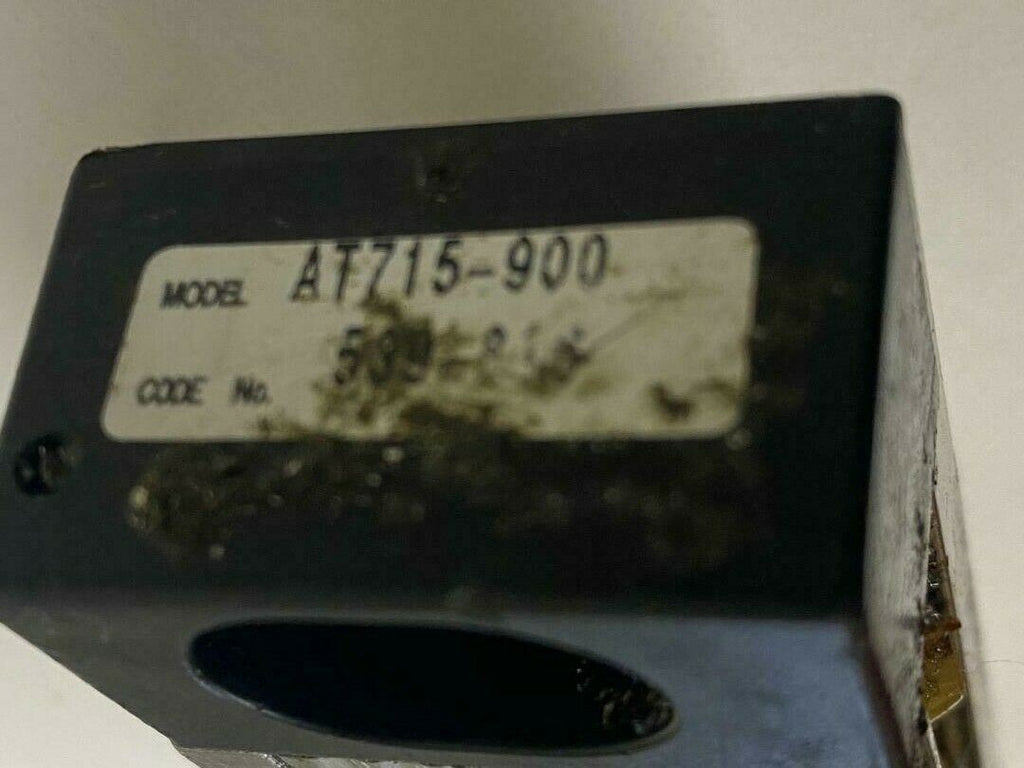 MODEL AT715-900
CODE No.